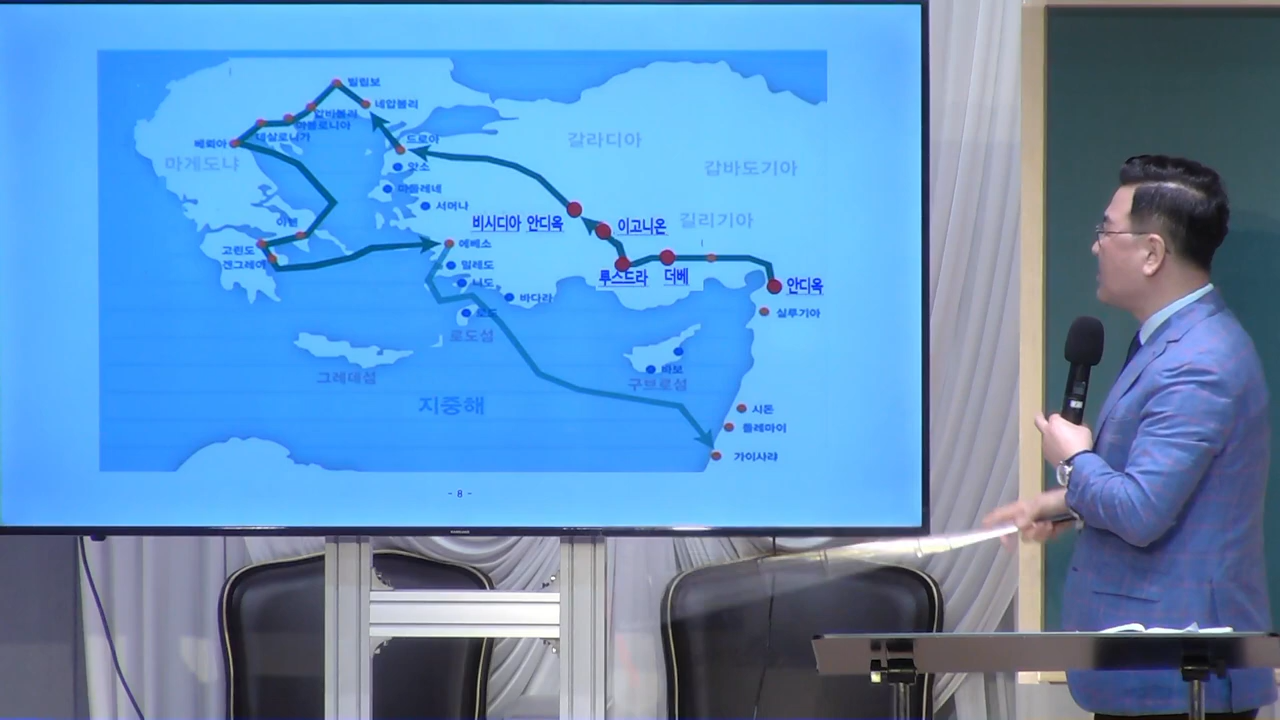 빌립보
네압볼리
암비볼리
아볼로니아
데살로니가
베뢰아
마게도냐
드로아
앗소
미둘레네
서머나
갈라디아
갑바도기아
길리기아
비시디아 안디옥
이고니온
루스드라
더베
안디옥
실루기아
아덴
고린도
겐그레아
에베소
밀레도
니도
바다라
로도
로도섬
그레데섬
바보
구브로섬
지중해
시돈
돌레마이
가이사랴
- 8 -